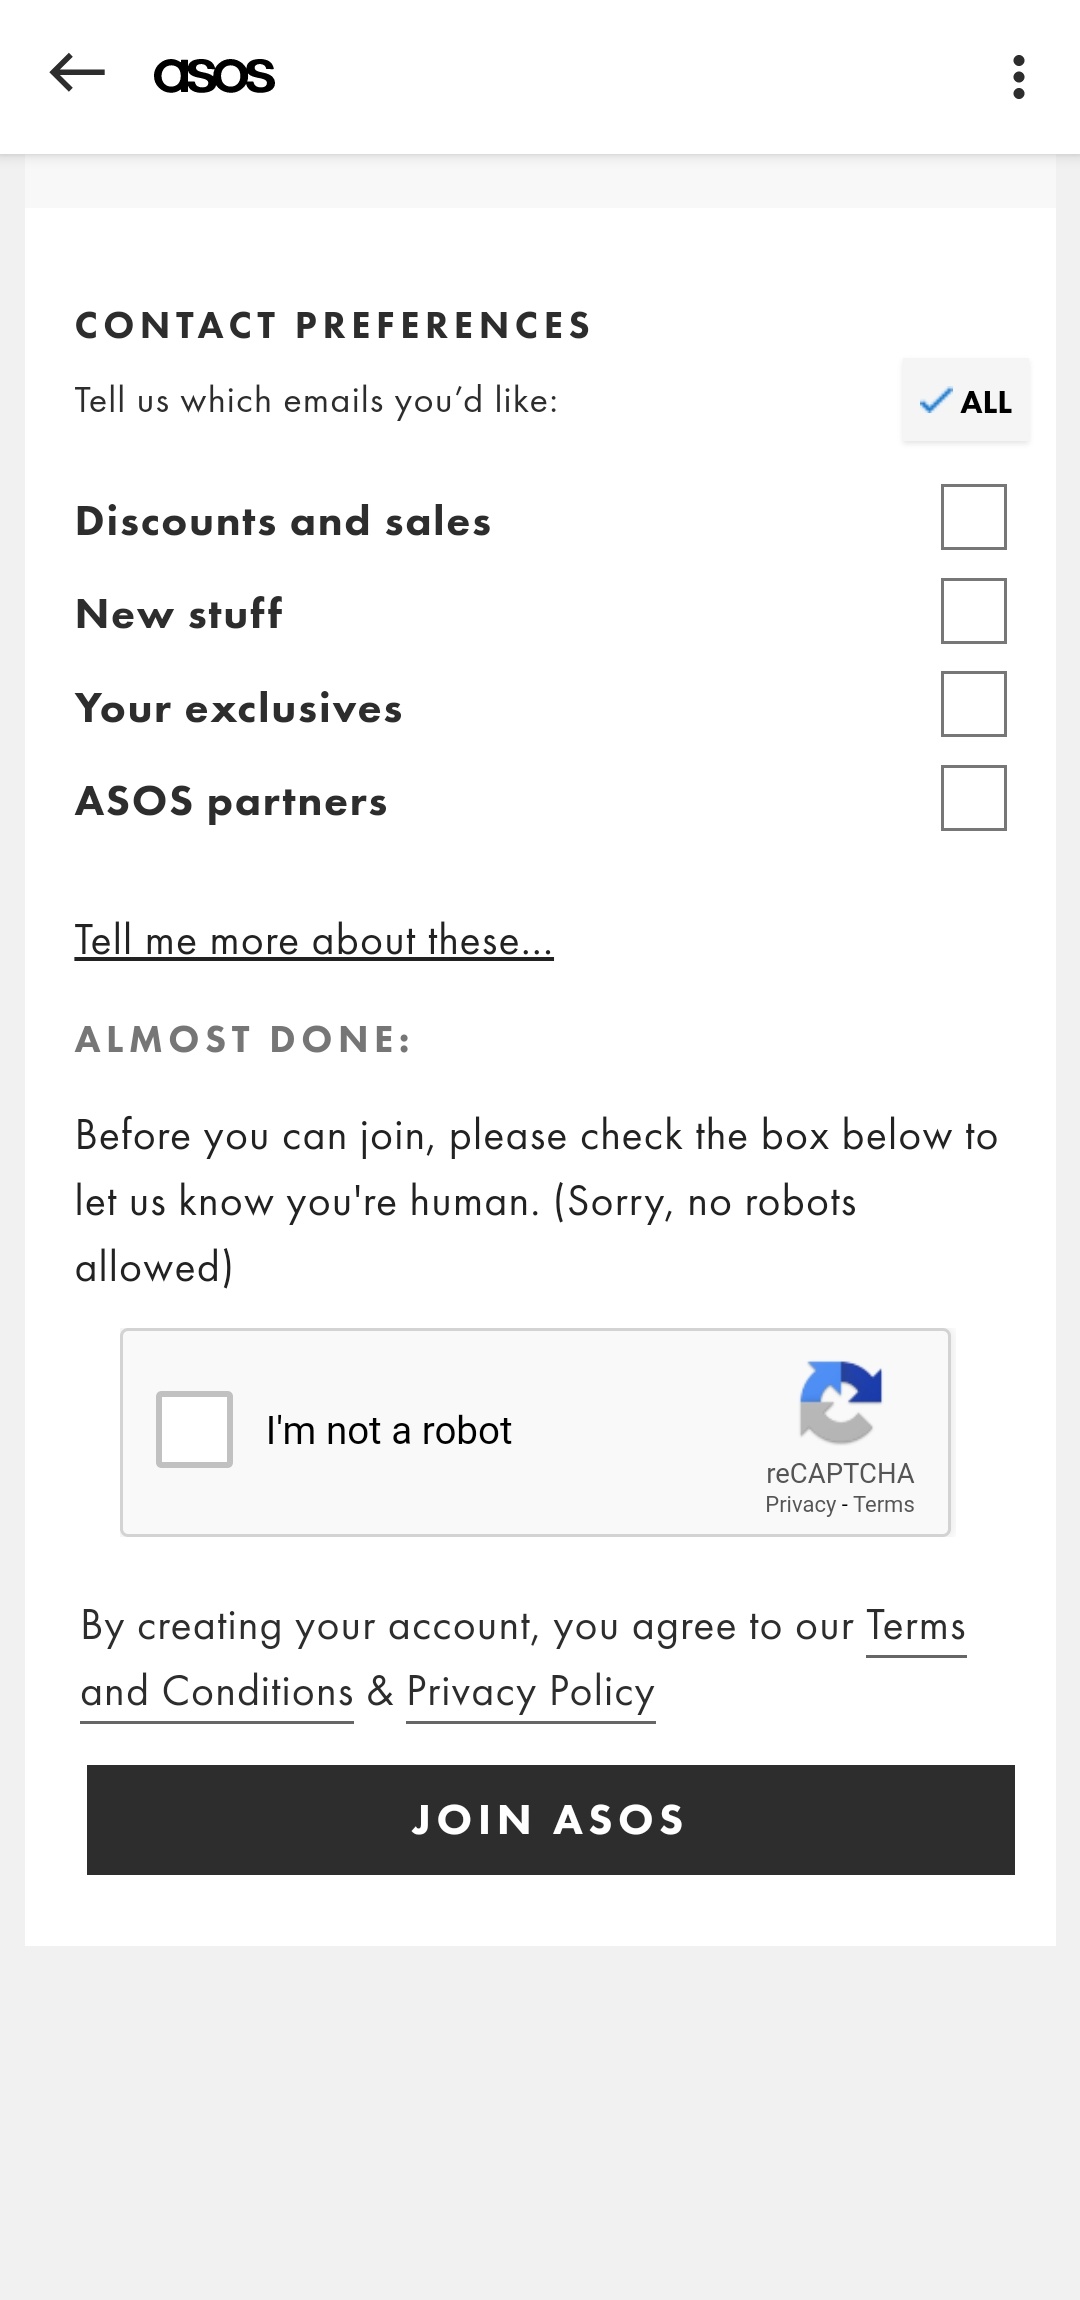 asos
CONTACT PREFERENCES
Tell us which emails you’d like:
ALL
Discounts and sales
New stuff
Your exclusives
ASOS partners
Tell me more about these...
ALMOST DONE:
Before you can join, please check the box below to
let us know you're human. (Sorry, no robots
allowed)
I'm not a robot
reCAPTCHA
Privacy - Terms
By creating your account, you agree to our Terms
and Conditions & Privacy Policy
JOIN ASOS